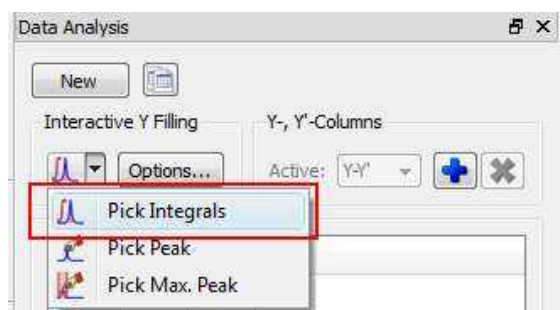 Data Analysis
New
Interactive Y Filling Y-, Y'-Columns
Options... Active: Y-Y'
Pick Integrals
Pick Peak
Pick Max. Peak